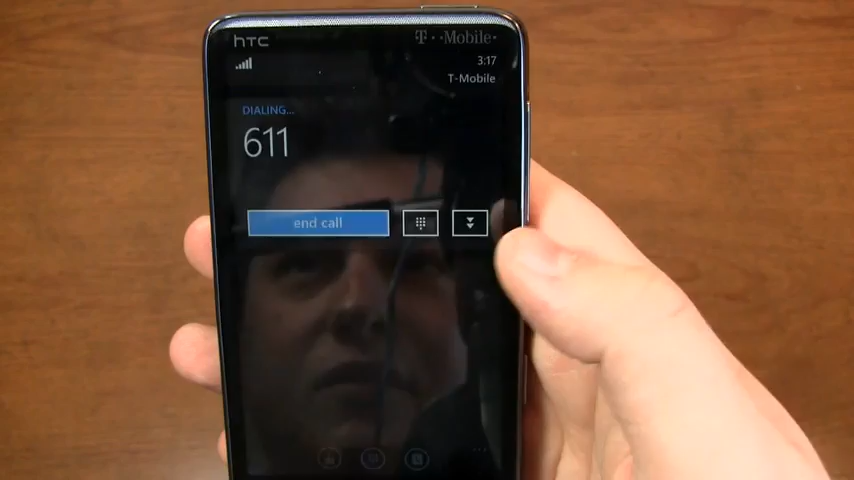 hTC
T··Mobile·
3:17
T-Mobile
DIALING...
611
end call